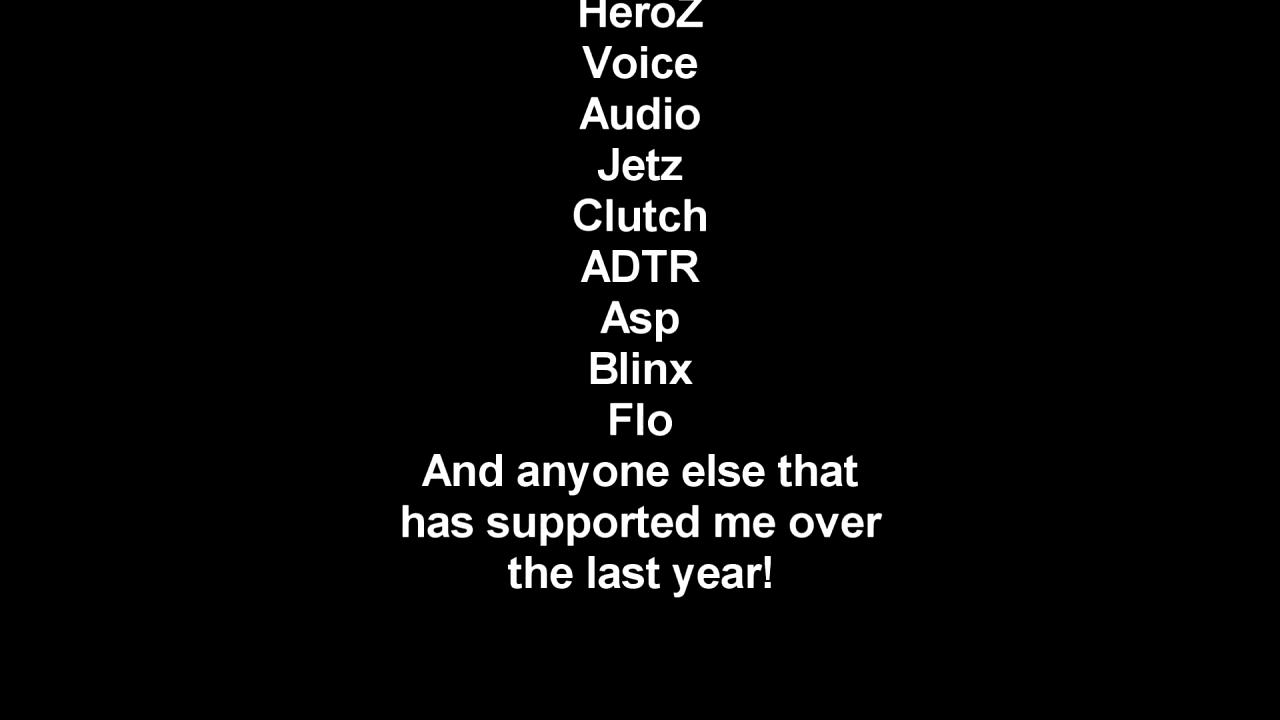 HeroZ
Voice
Audio
Jetz
Clutch
ADTR
Asp
Blinx
Flo
And anyone else that
has supported me over
the last year!